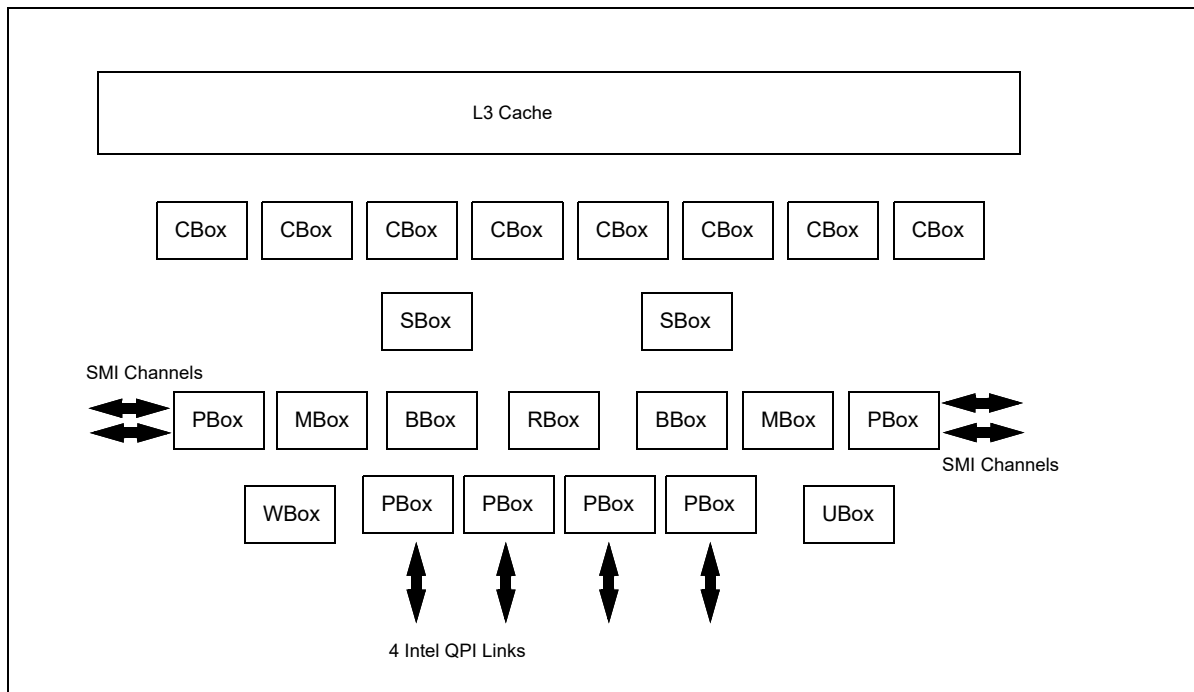 L3 Cache
CBox CBox CBox CBox CBox CBox CBox CBox
SBox SBox
SMI Channels
PBox MBox BBox RBox BBox MBox PBox
SMI Channels
WBox PBox PBox PBox PBox UBox
4 Intel QPI Links